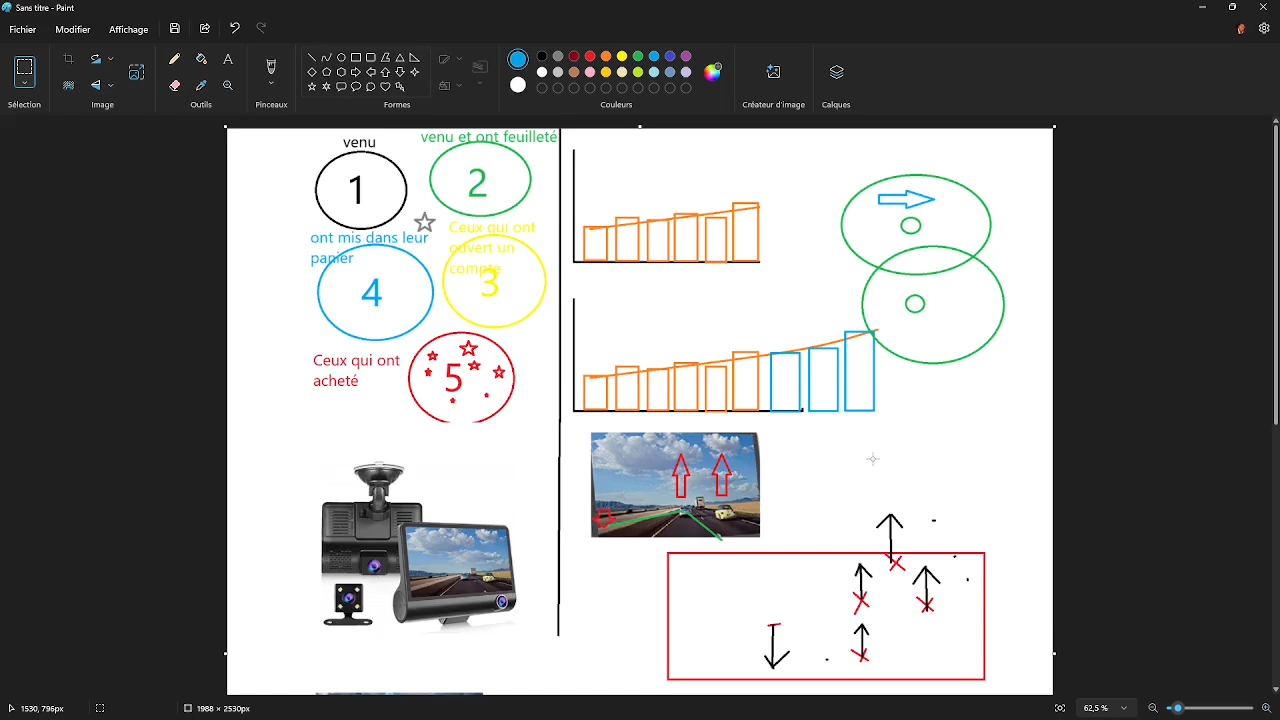 Sans titre - Paint
Fichier
Modifier
Affichage
Sélection
Image
Outils
Pinceaux
Formes
Couleurs
Créateur d'image
Calques
venu
venu et ont feuilleté
1
2
ont mis dans leur
panier
Ceux qui ont
ouvert un
compte
4
3
Ceux qui ont
acheté
5
1530, 796px
1988 × 2530px
62,5 %